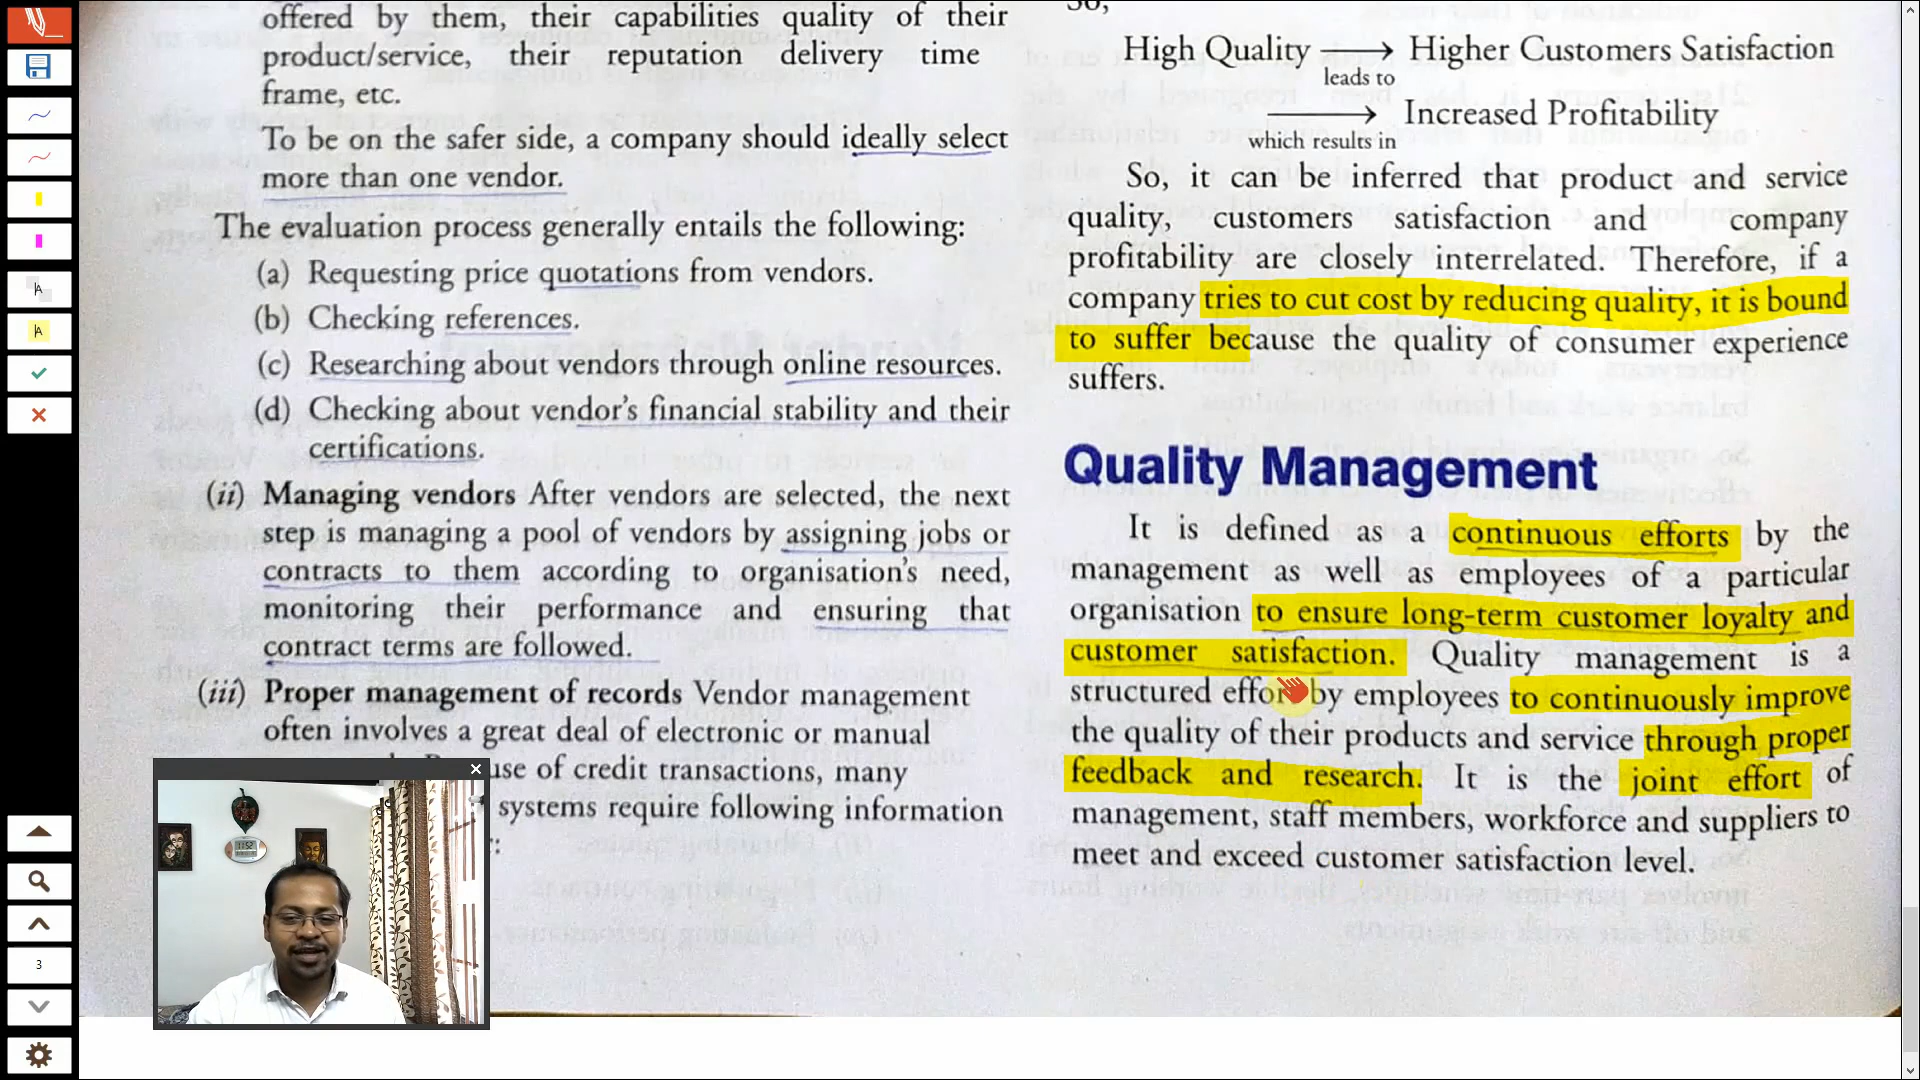 offered by them, their capabilities quality of their
product/service, their reputation delivery time
frame, etc.
To be on the safer side, a company should ideally select
more than one vendor.
The evaluation process generally entails the following:
(a) Requesting price quotations from vendors.
(b) Checking references.
(c) Researching about vendors through online resources.
(d) Checking about vendor's financial stability and their
certifications.
(ii) Managing vendors After vendors are selected, the next
step is managing a pool of vendors by assigning jobs or
contracts to them according to organisation's need,
monitoring their performance and ensuring that
contract terms are followed.
(iii) Proper management of records Vendor management
often involves a great deal of electronic or manual
use of credit transactions, many
systems require following information
:
So,
High Quality → Higher Customers Satisfaction
leads to
→ Increased Profitability
which results in
So, it can be inferred that product and service
quality, customers satisfaction and company
profitability are closely interrelated. Therefore, if a
company tries to cut cost by reducing quality, it is bound
to suffer because the quality of consumer experience
suffers.
Quality Management
It is defined as a continuous efforts by the
management as well as employees of a particular
organisation to ensure long-term customer loyalty and
customer satisfaction. Quality management is a
structured effort by employees to continuously improve
the quality of their products and service through proper
feedback and research. It is the joint effort of
management, staff members, workforce and suppliers to
meet and exceed customer satisfaction level.
A
A
3